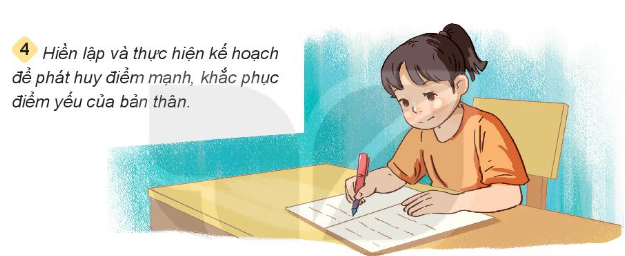 4 Hiền lập và thực hiện kế hoạch
để phát huy điểm mạnh, khắc phục
điểm yếu của bản thân.